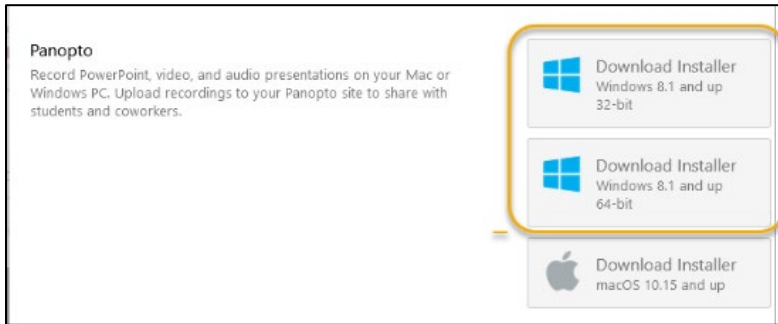 Panopto
Record PowerPoint, video, and audio presentations on your Mac or
Windows PC. Upload recordings to your Panopto site to share with
students and coworkers.
Download Installer
Windows 8.1 and up
32-bit
Download Installer
Windows 8.1 and up
64-bit
Download Installer
macOS 10.15 and up